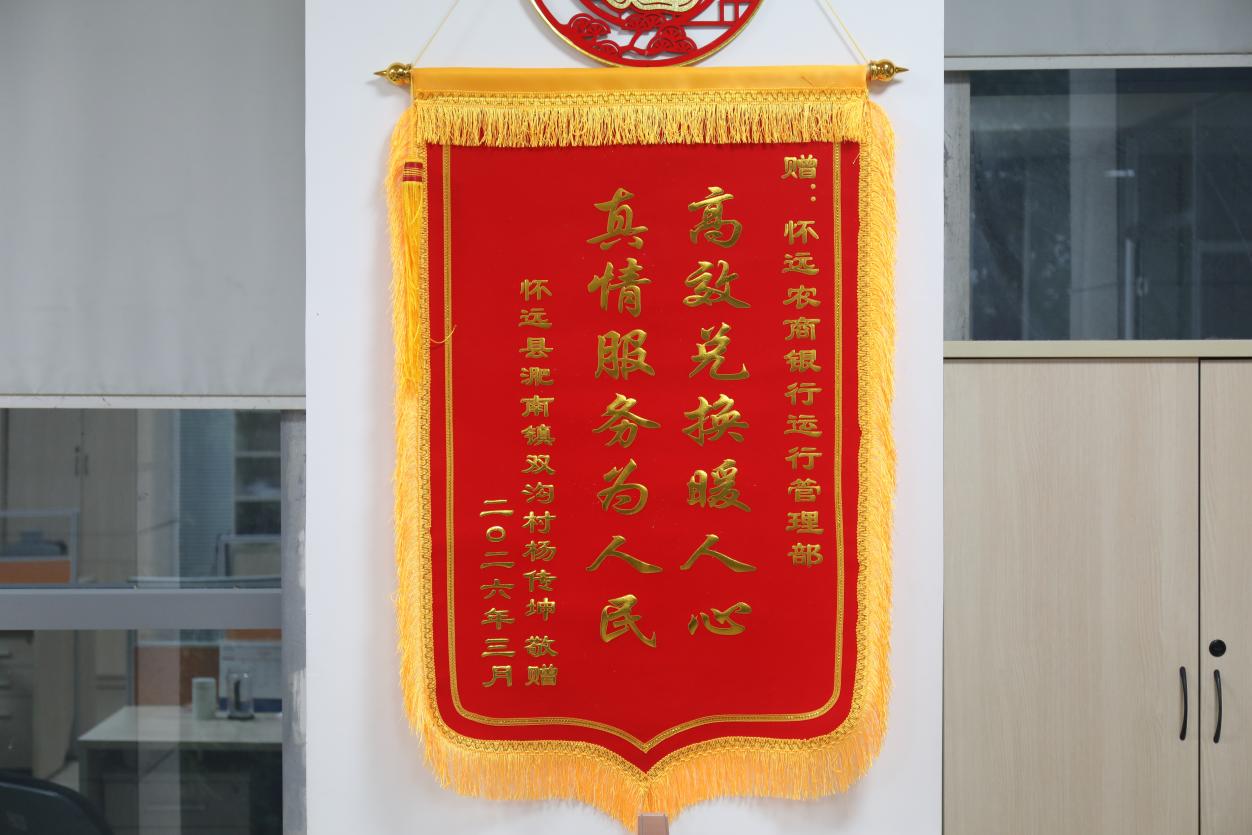 赠：怀远农商银行运行管理部
高效兑换暖人心
真情服务为人民
怀远县淝南镇双沟村杨传坤 敬赠
二〇二六年三月